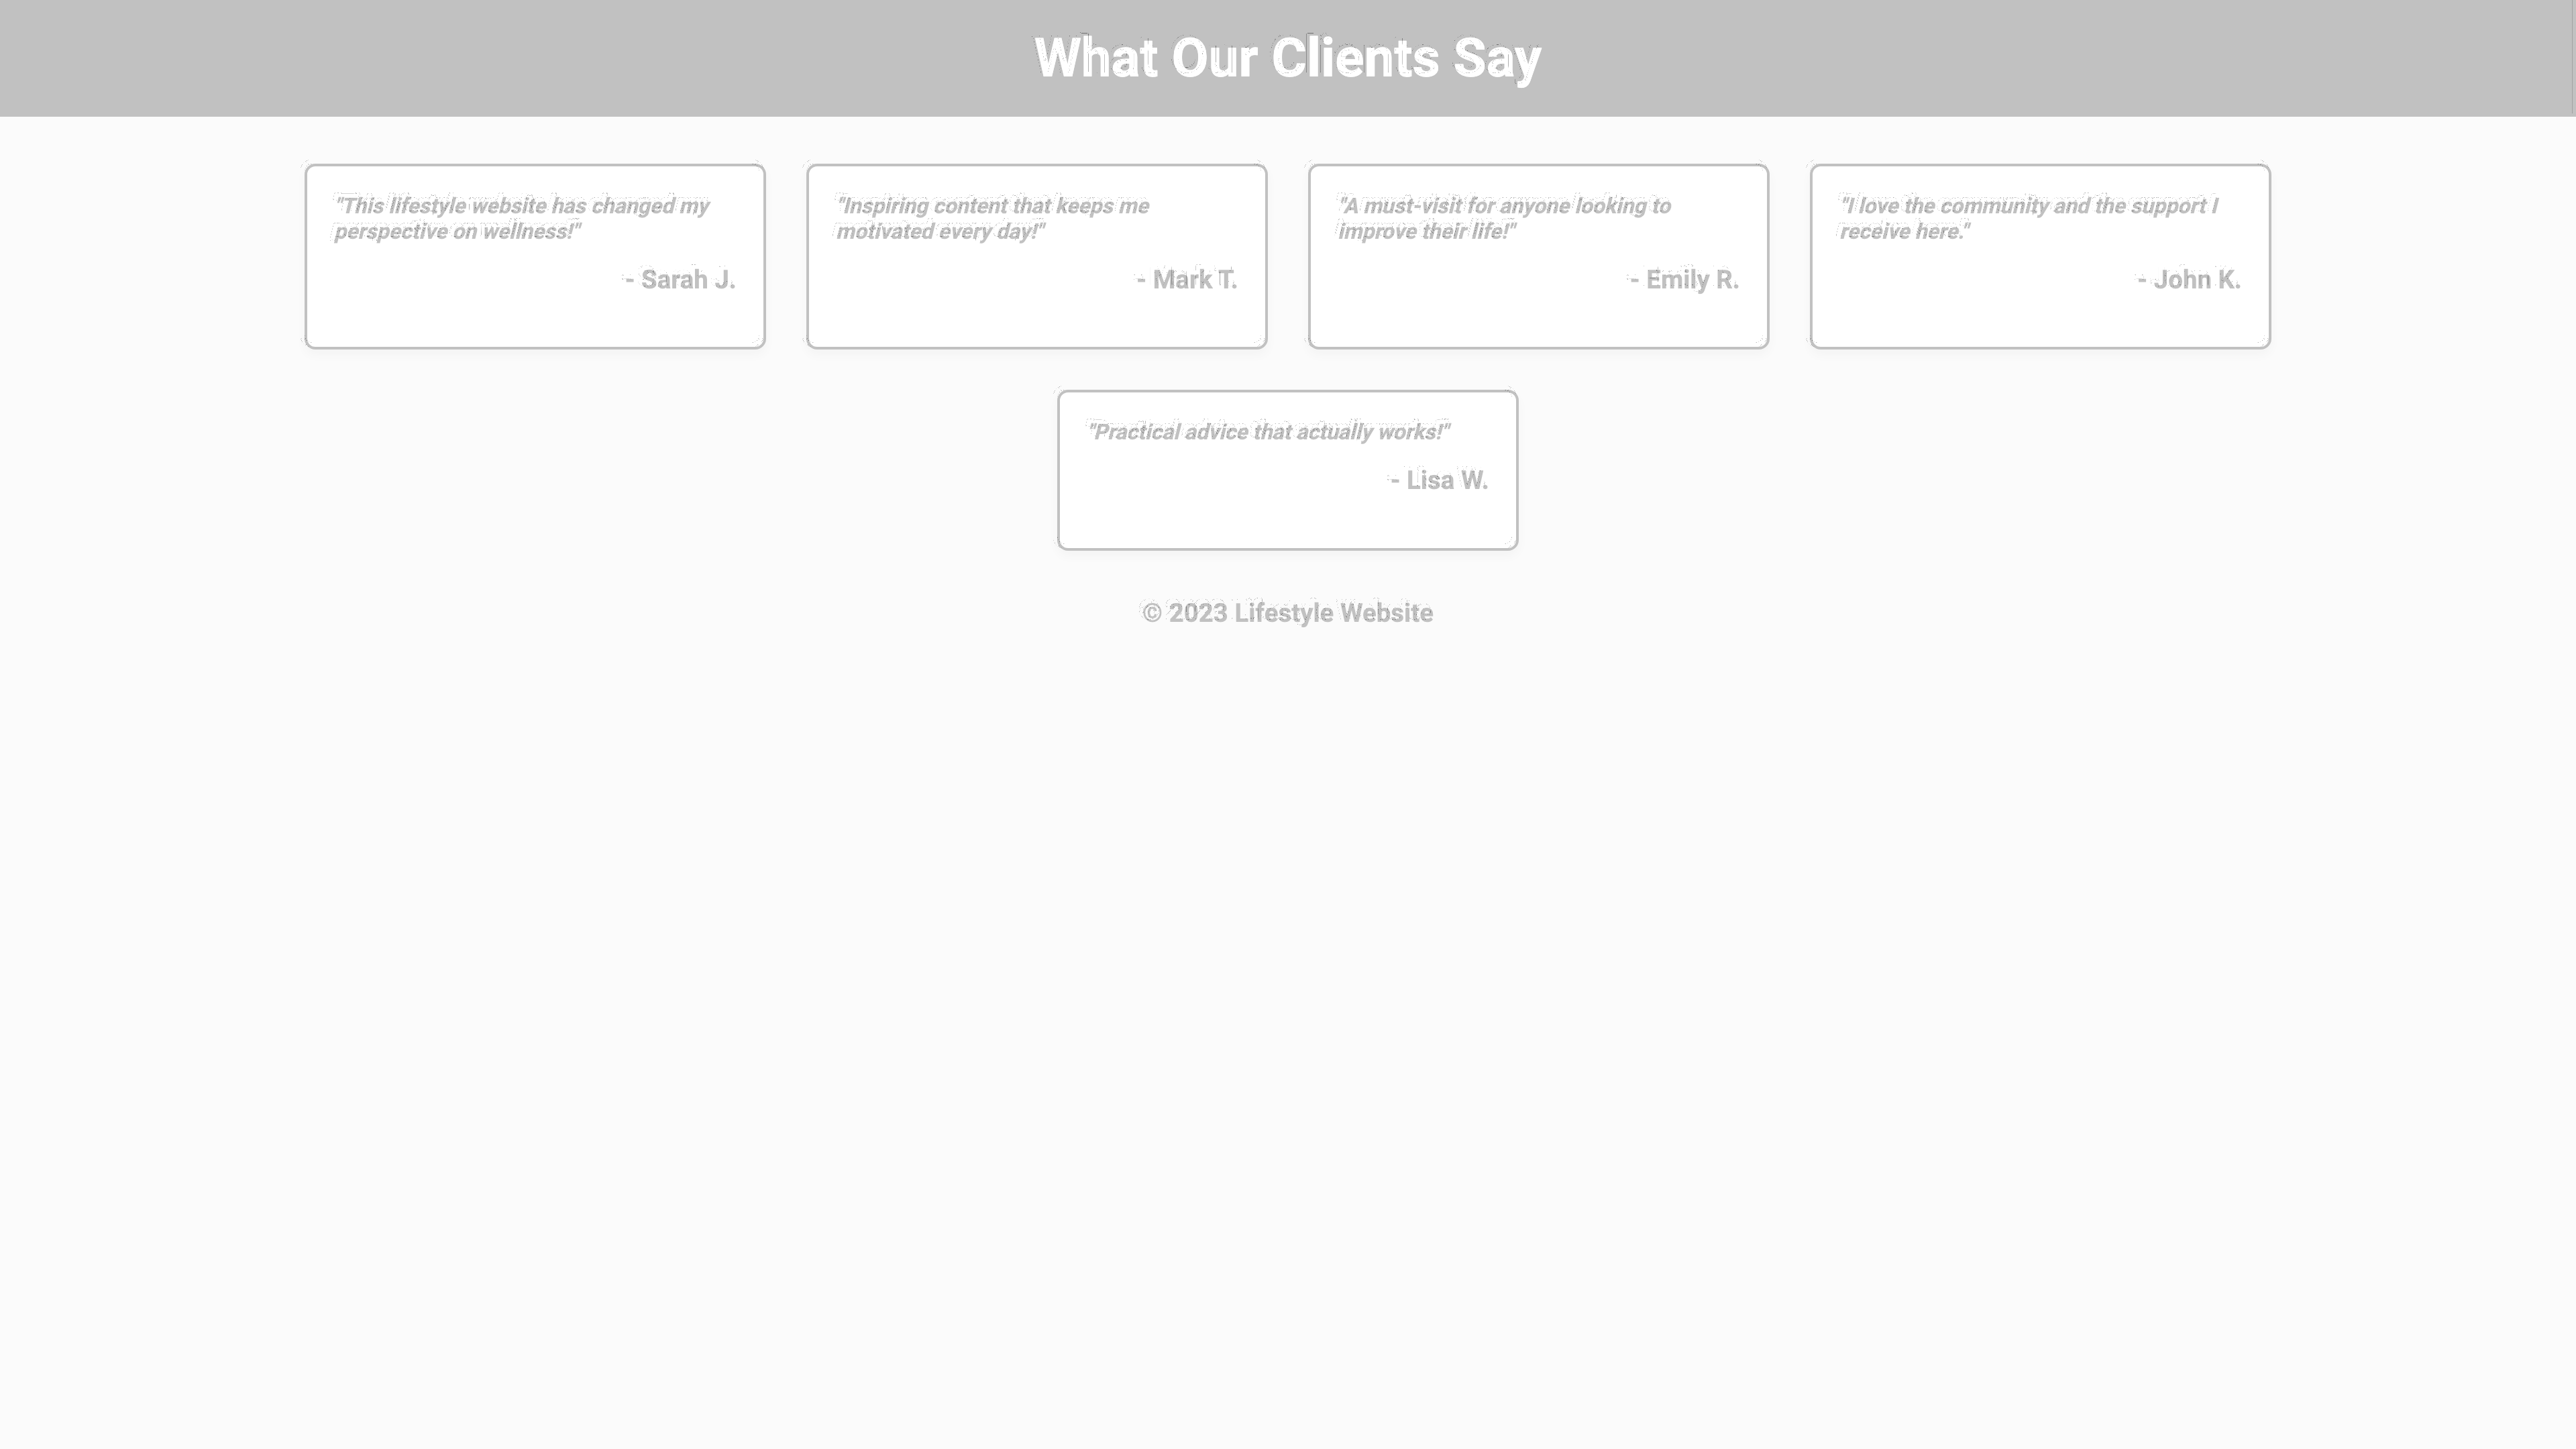 What Our Clients Say
"This lifestyle website has changed my
perspective on wellness!"
- Sarah J.
"Inspiring content that keeps me
motivated every day!"
- Mark T.
"A must-visit for anyone looking to
improve their life!"
- Emily R.
"I love the community and the support I
receive here."
- John K.
"Practical advice that actually works!"
- Lisa W.
© 2023 Lifestyle Website